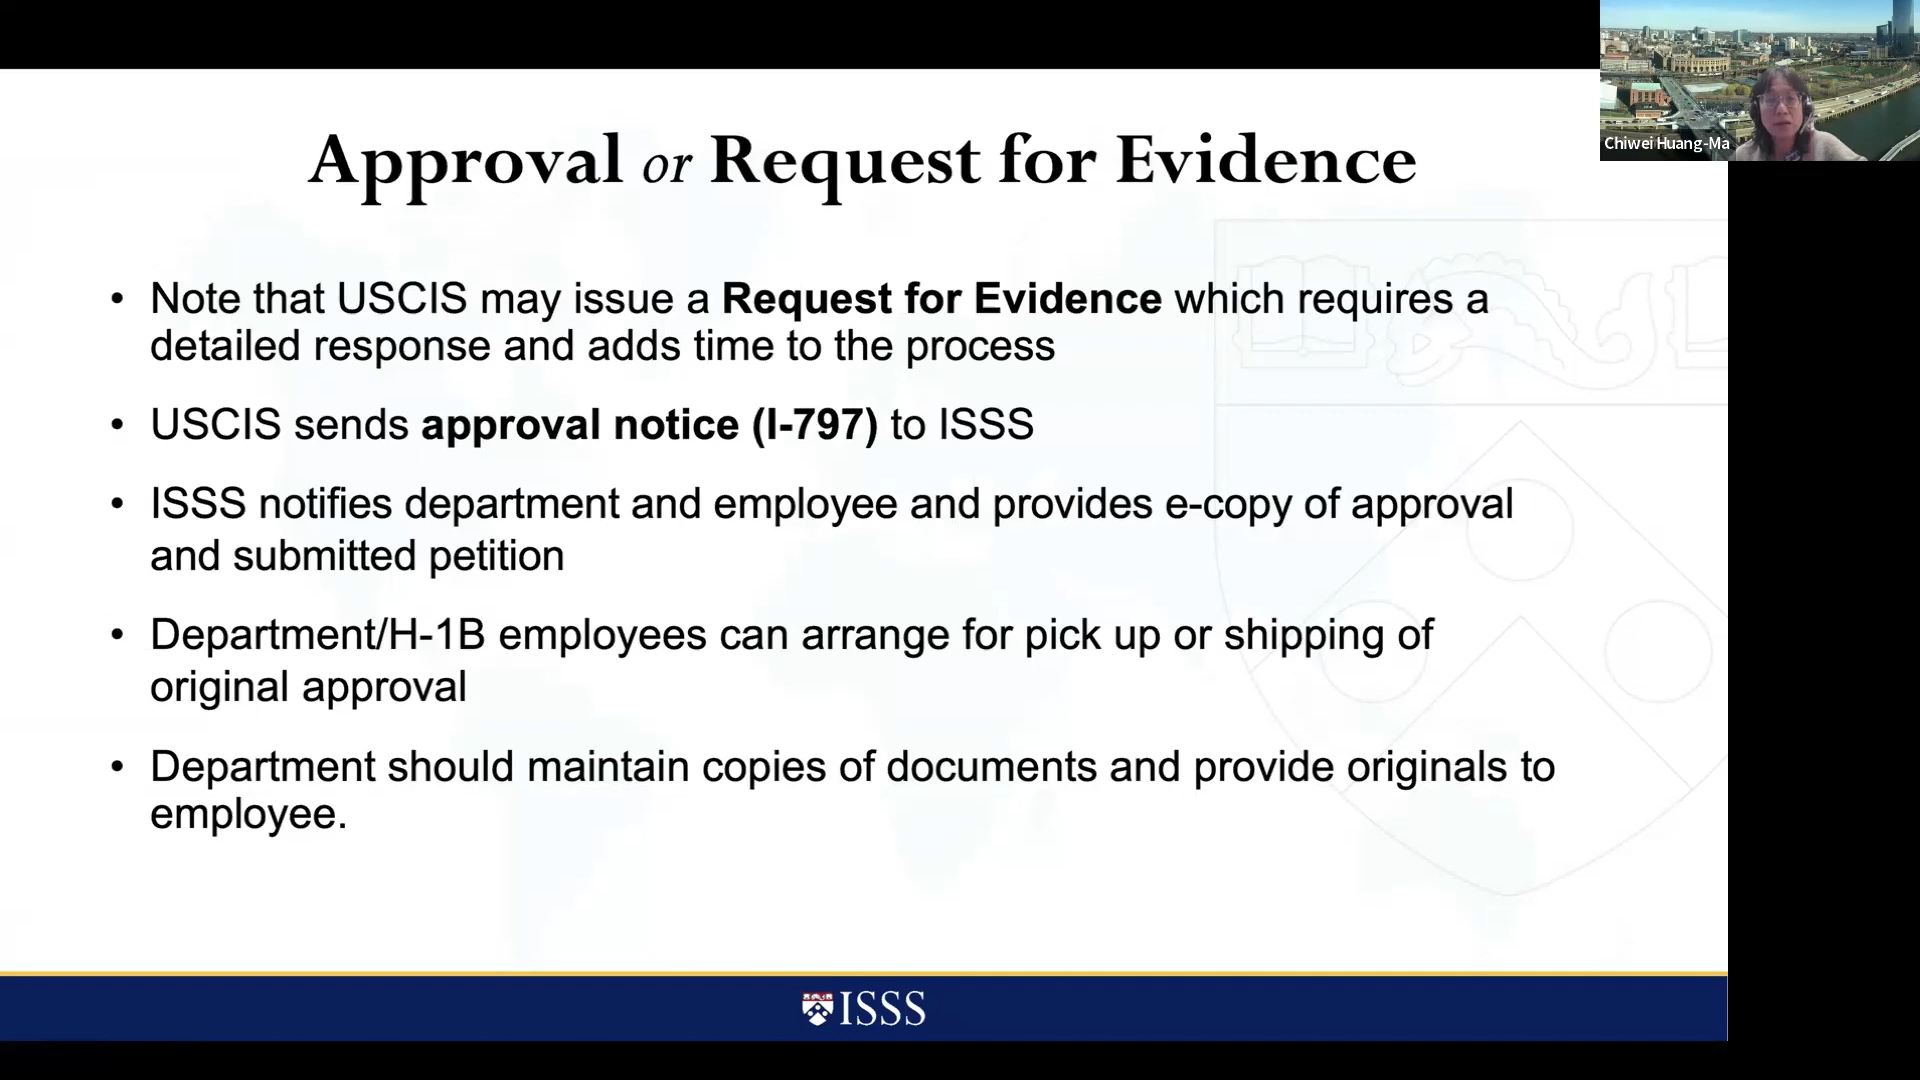 Chiwei Huang-Ma
Approval or Request for Evidence
• Note that USCIS may issue a Request for Evidence which requires a
detailed response and adds time to the process
• USCIS sends approval notice (I-797) to ISSS
• ISSS notifies department and employee and provides e-copy of approval
and submitted petition
• Department/H-1B employees can arrange for pick up or shipping of
original approval
• Department should maintain copies of documents and provide originals to
employee.
ISSS